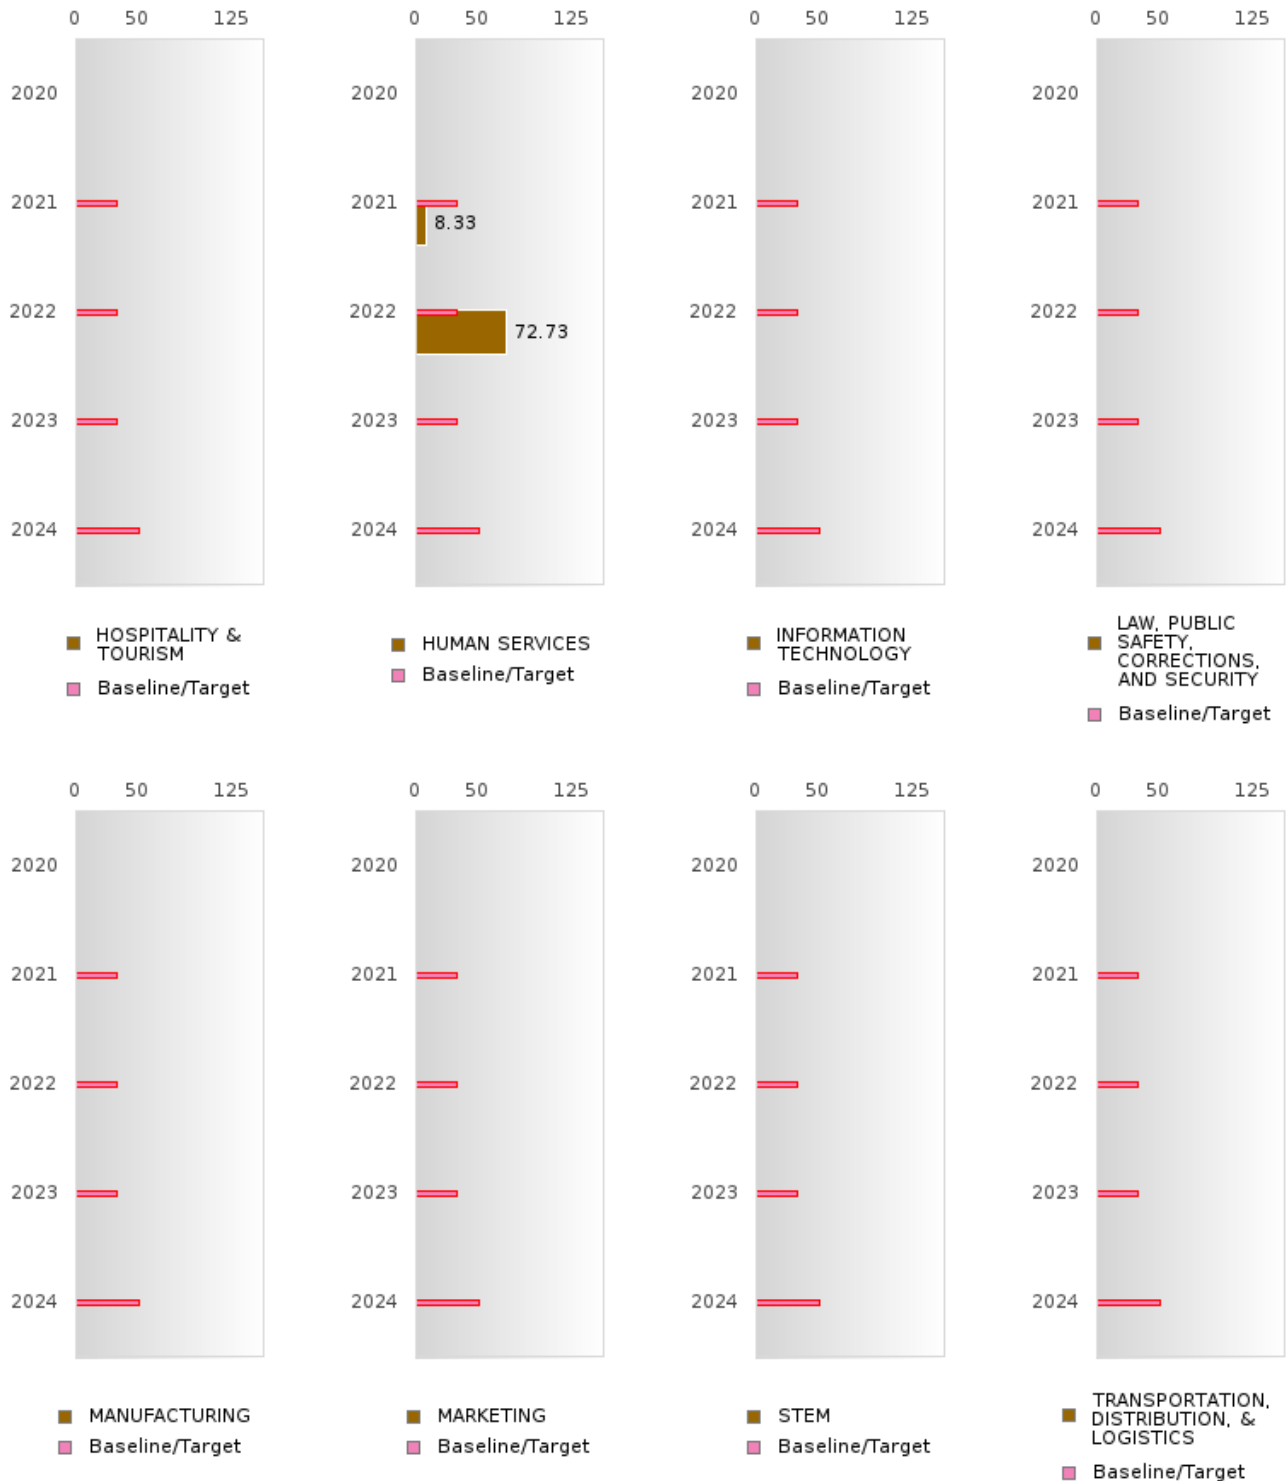 0 50 125
0 50 125
0 50 125
0 50 125
2020
2020
2020
2020
2021
2021
8.33
2021
2021
2022
2022
72.73
2022
2022
2023
2023
2023
2023
2024
2024
2024
2024
HOSPITALITY &
TOURISM
Baseline/Target
HUMAN SERVICES
Baseline/Target
INFORMATION
TECHNOLOGY
Baseline/Target
LAW, PUBLIC
SAFETY,
CORRECTIONS,
AND SECURITY
Baseline/Target
0 50 125
0 50 125
0 50 125
0 50 125
2020
2020
2020
2020
2021
2021
2021
2021
2022
2022
2022
2022
2023
2023
2023
2023
2024
2024
2024
2024
MANUFACTURING
Baseline/Target
MARKETING
Baseline/Target
STEM
Baseline/Target
TRANSPORTATION,
DISTRIBUTION, &
LOGISTICS
Baseline/Target